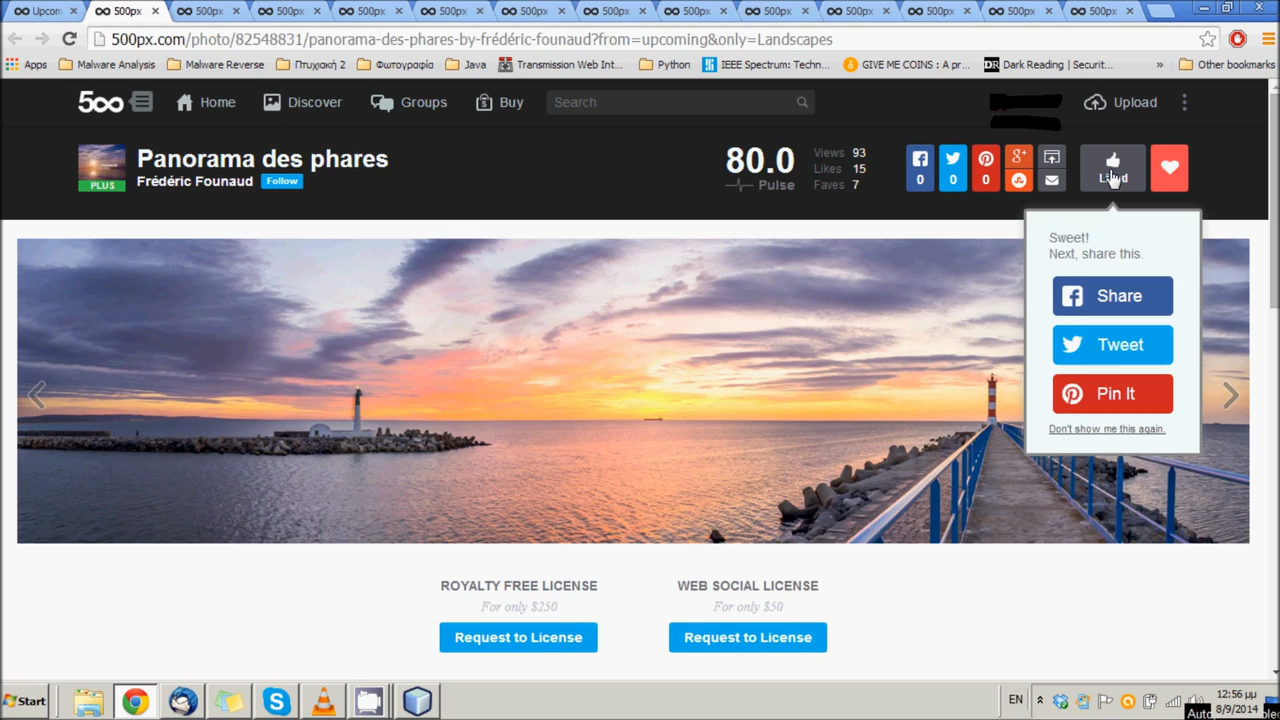 Upcom
500px
500px
500px
500px
500px
500px
500px
500px
500px
500px
500px
500px
500px
500px.com/photo/82548831/panorama-des-phares-by-frédéric-founaud?from=upcoming&only=Landscapes
Apps
Malware Analysis
Malware Reverse
Πτυχιακή 2
Φωτογραφία
Java
Transmission Web Int...
Python
IEEE Spectrum: Techn...
GIVE ME COINS : A pr...
DR
Dark Reading | Securit...
»
Other bookmarks
500
Home
Discover
Groups
Buy
Search
Upload
Panorama des phares
PLUS
Frédéric Founaud
Follow
80.0
Pulse
Views 93
Likes 15
Faves 7
0
0
0
g+
Sweet!
Next, share this.
Share
Tweet
Pin It
Don't show me this again.
ROYALTY FREE LICENSE
For only $250
Request to License
WEB SOCIAL LICENSE
For only $50
Request to License
Start
EN
12:56 μμ
8/9/2014